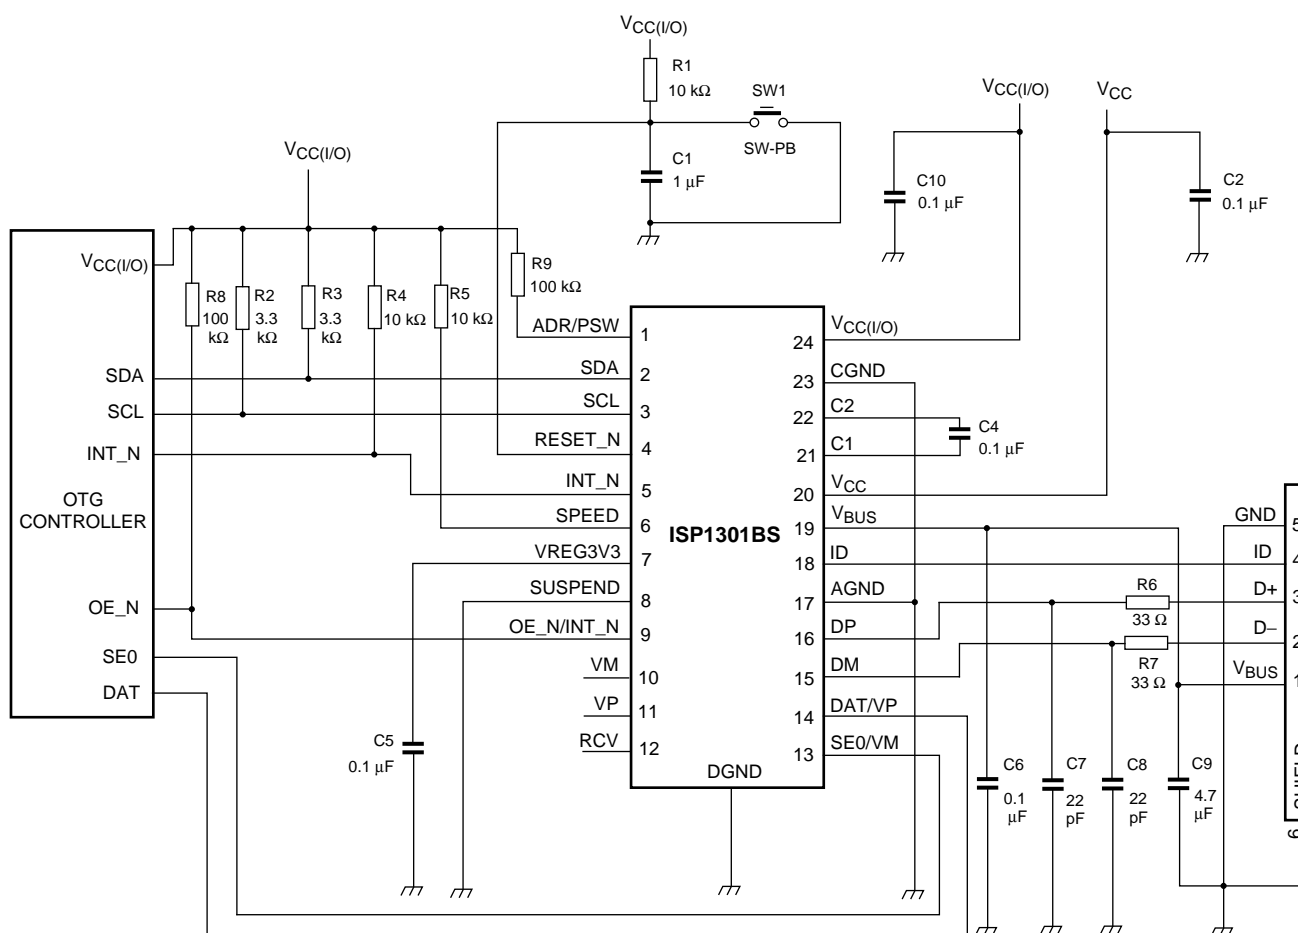 VCC(I/O)
R1
10 kΩ
SW1
SW-PB
C1
1 μF
VCC(I/O)
VCC
C10
0.1 μF
C2
0.1 μF
VCC(I/O)
VCC(I/O)
R8
100
kΩ
R2
3.3
kΩ
R3
3.3
kΩ
R4
10 kΩ
R5
10 kΩ
R9
100 kΩ
SDA
SCL
INT_N
OTG
CONTROLLER
OE_N
SE0
DAT
ADR/PSW
1
SDA
2
SCL
3
RESET_N
4
INT_N
5
SPEED
6
VREG3V3
7
SUSPEND
8
OE_N/INT_N
9
VM
10
VP
11
RCV
12
ISP1301BS
DGND
24
VCC(I/O)
23
CGND
22
C2
21
C1
20
VCC
19
VBUS
18
ID
17
AGND
16
DP
15
DM
14
DAT/VP
13
SE0/VM
C4
0.1 μF
C5
0.1 μF
R6
33 Ω
R7
33 Ω
GND
5
ID
4
D+
3
D−
2
VBUS
1
SHIELD
6
C6
0.1
μF
C7
22
pF
C8
22
pF
C9
4.7
μF